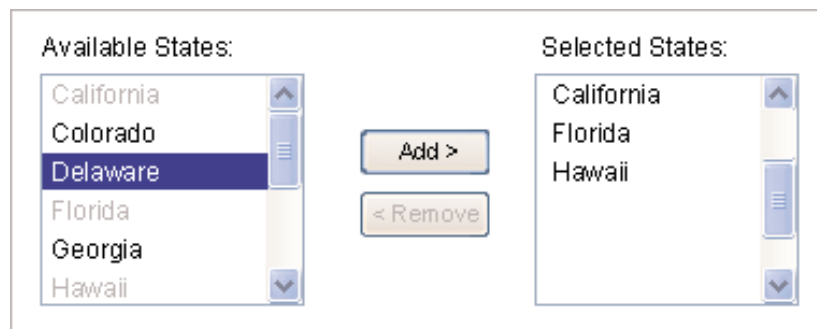 Available States:
California
Colorado
Delaware
Florida
Georgia
Hawaii
Add >
< Remove
Selected States:
California
Florida
Hawaii